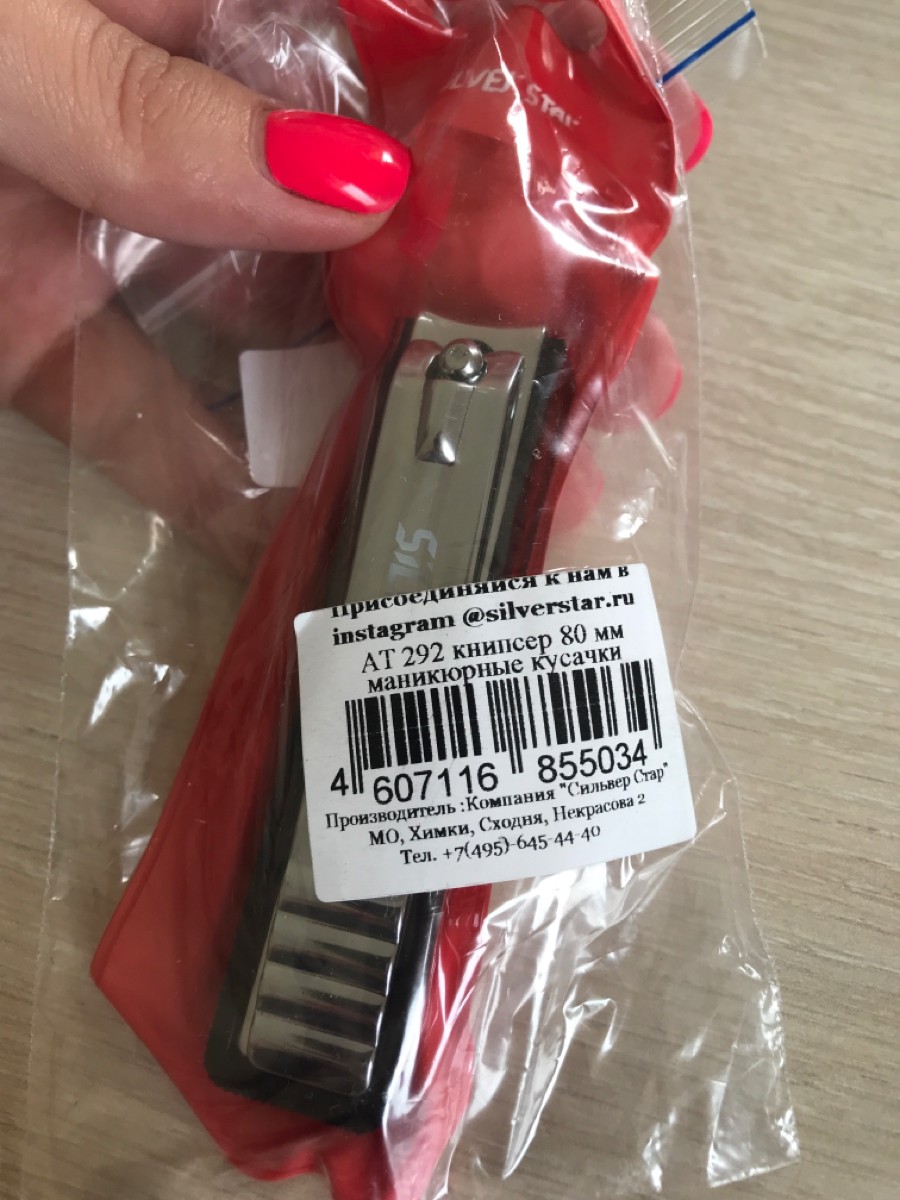 Star
Присоединяйся к нам в
instagram @silverstar.ru
АТ 292 книпсер 80 мм
маникюрные кусачки
4 607116 855034
Производитель :Компания "Сильвер Стар"
МО, Химки, Сходня, Некрасова 2
Тел. +7(495)-645-44-40